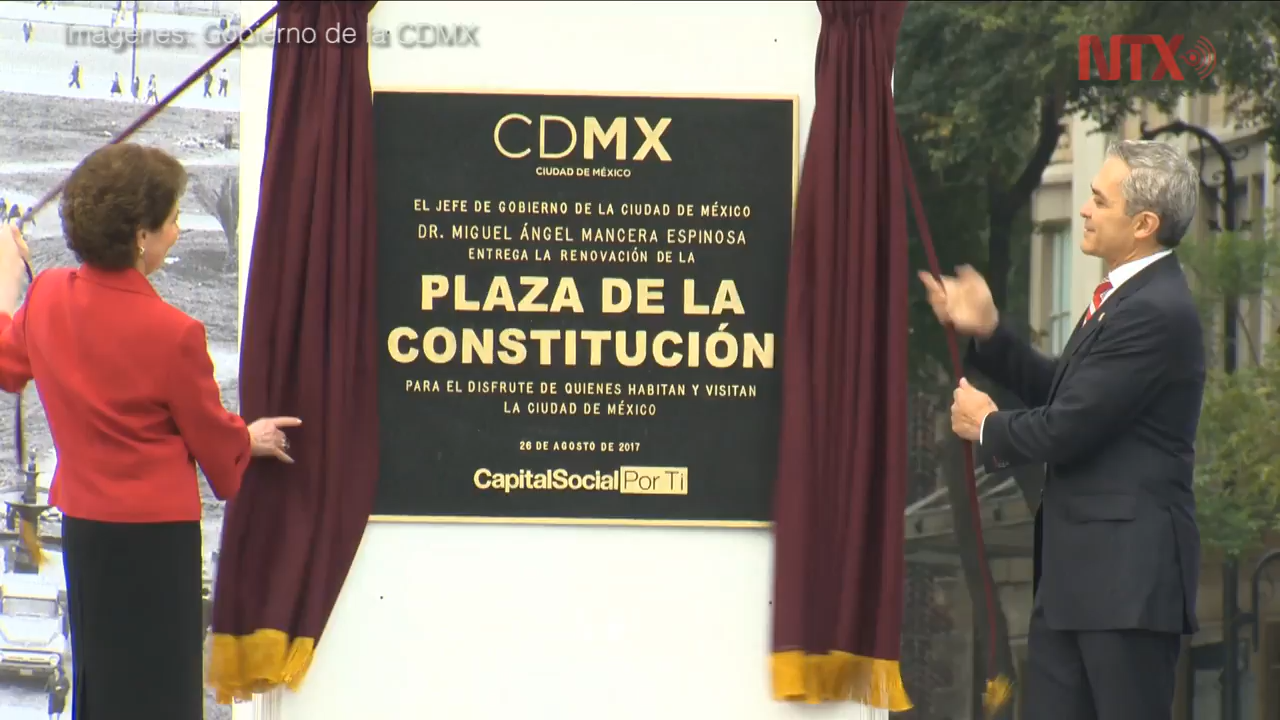 Imágenes: Gobierno de la CDMX
NTX
CDMX
CIUDAD DE MÉXICO
EL JEFE DE GOBIERNO DE LA CIUDAD DE MÉXICO
DR. MIGUEL ÁNGEL MANCERA ESPINOSA
ENTREGA LA RENOVACIÓN DE LA
PLAZA DE LA
CONSTITUCIÓN
PARA EL DISFRUTE DE QUIENES HABITAN Y VISITAN
LA CIUDAD DE MÉXICO
26 DE AGOSTO DE 2017
CapitalSocial Por Ti